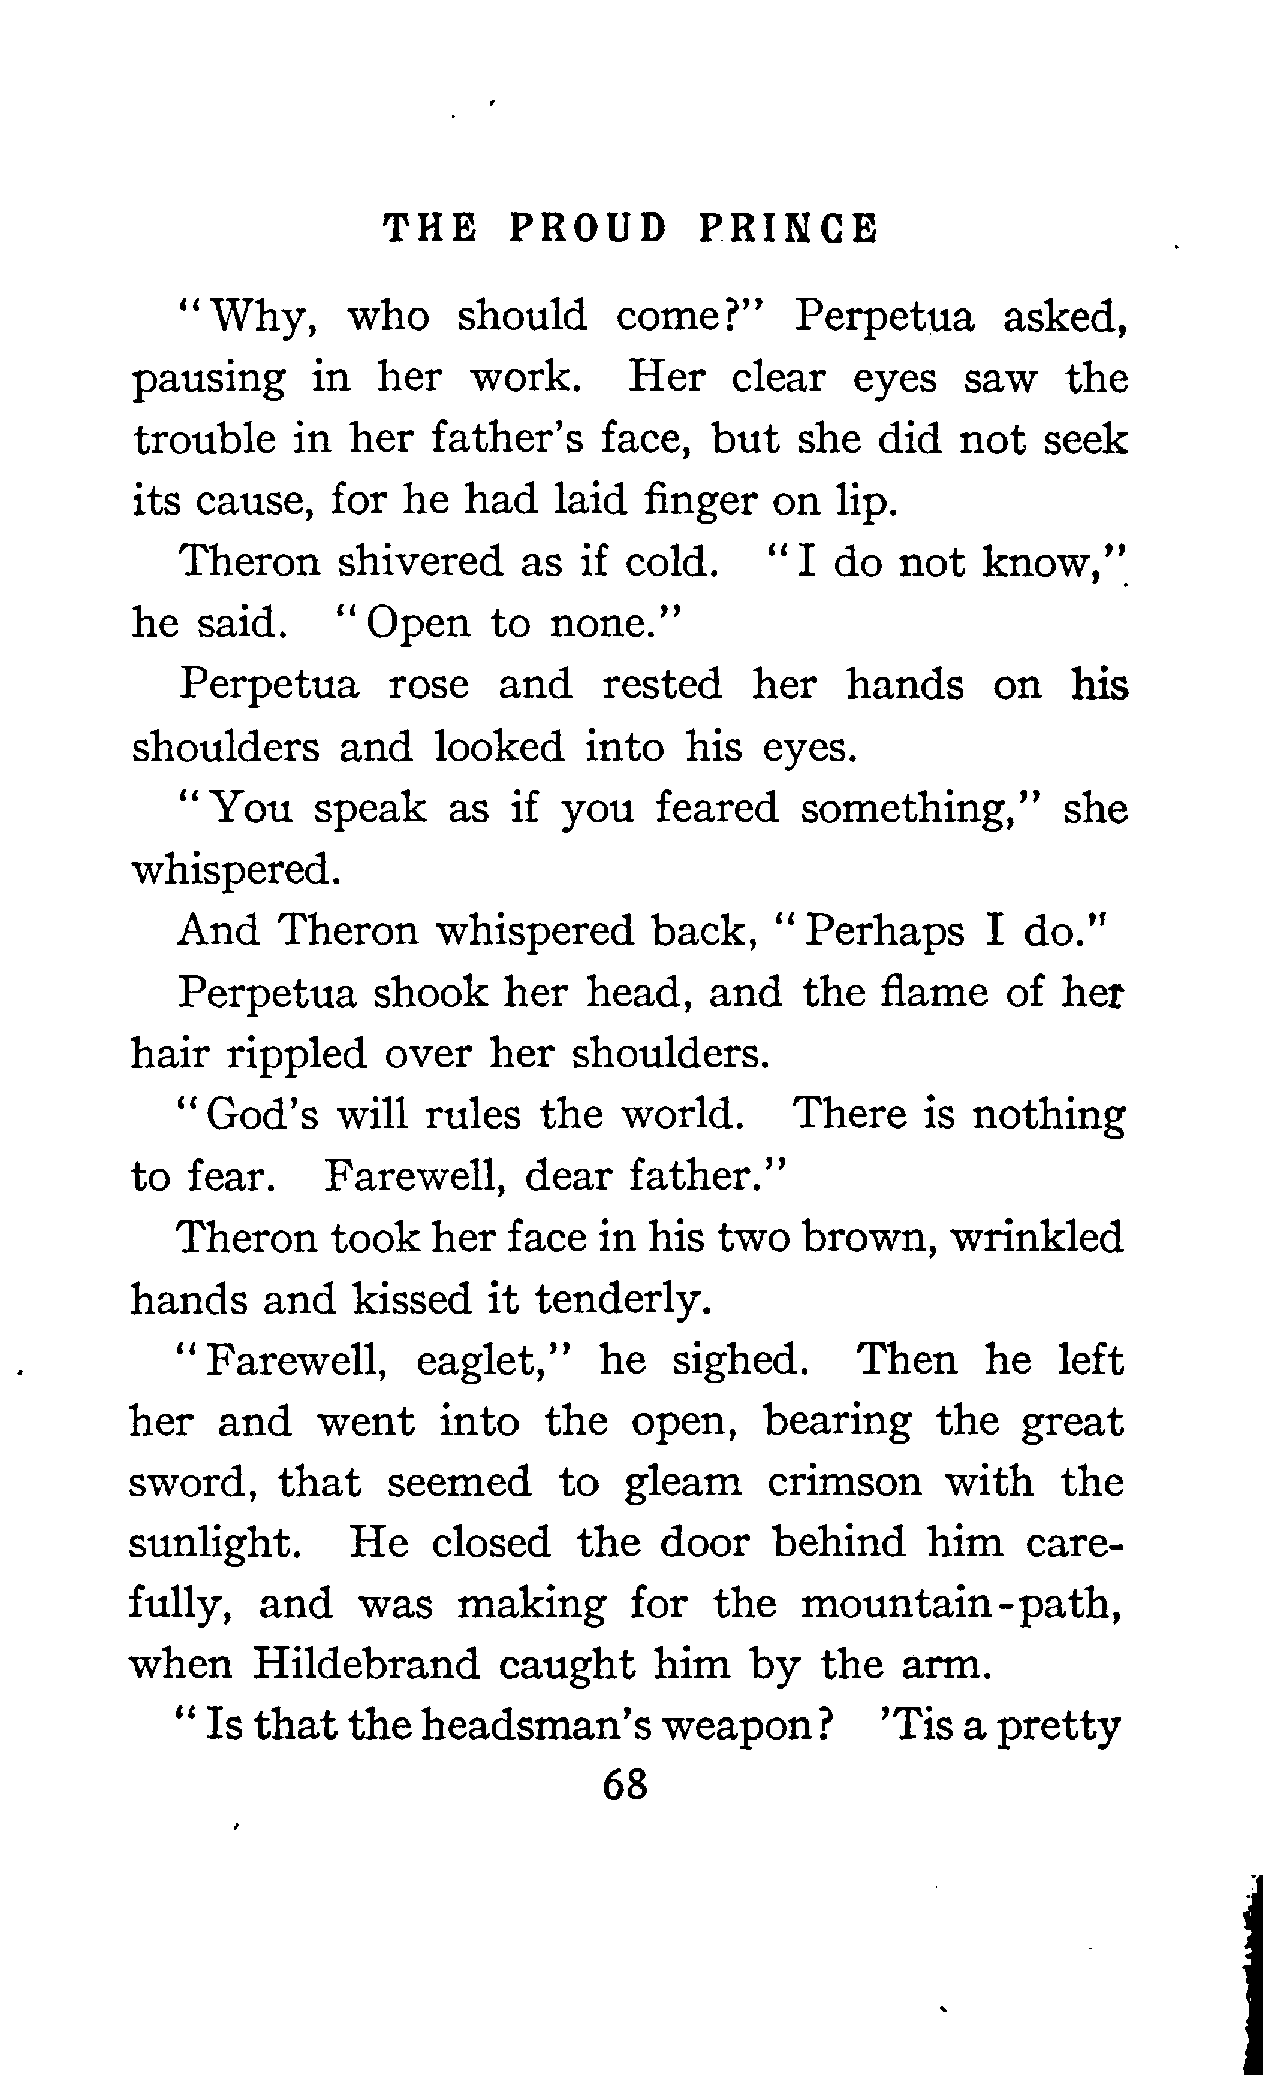 THE PROUD PRINCE
"Why, who should come?" Perpetua asked,
pausing in her work. Her clear eyes saw the
trouble in her father's face, but she did not seek
its cause, for he had laid finger on lip.
Theron shivered as if cold. "I do not know,"
he said. "Open to none."
Perpetua rose and rested her hands on his
shoulders and looked into his eyes.
"You speak as if you feared something," she
whispered.
And Theron whispered back, "Perhaps I do."
Perpetua shook her head, and the flame of her
hair rippled over her shoulders.
"God's will rules the world. There is nothing
to fear. Farewell, dear father."
Theron took her face in his two brown, wrinkled
hands and kissed it tenderly.
"Farewell, eaglet," he sighed. Then he left
her and went into the open, bearing the great
sword, that seemed to gleam crimson with the
sunlight. He closed the door behind him care-
fully, and was making for the mountain-path,
when Hildebrand caught him by the arm.
"Is that the headsman's weapon? 'Tis a pretty
68